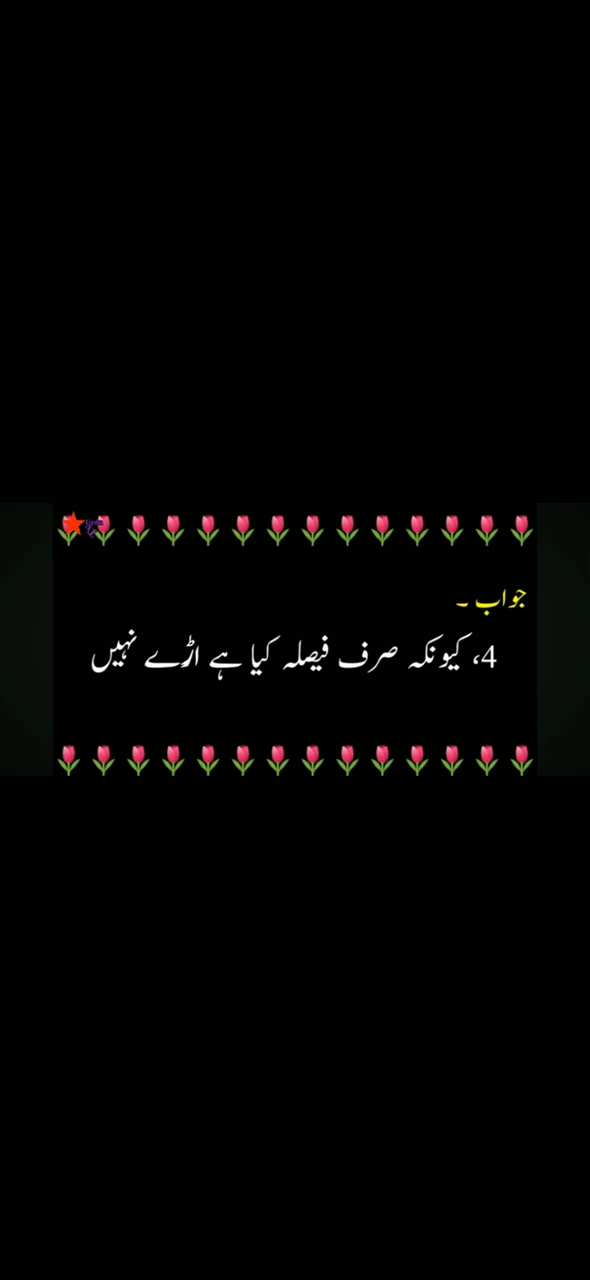 جواب ۔
4، کیونکہ صرف فیصلہ کیا ہے اڑے نہیں